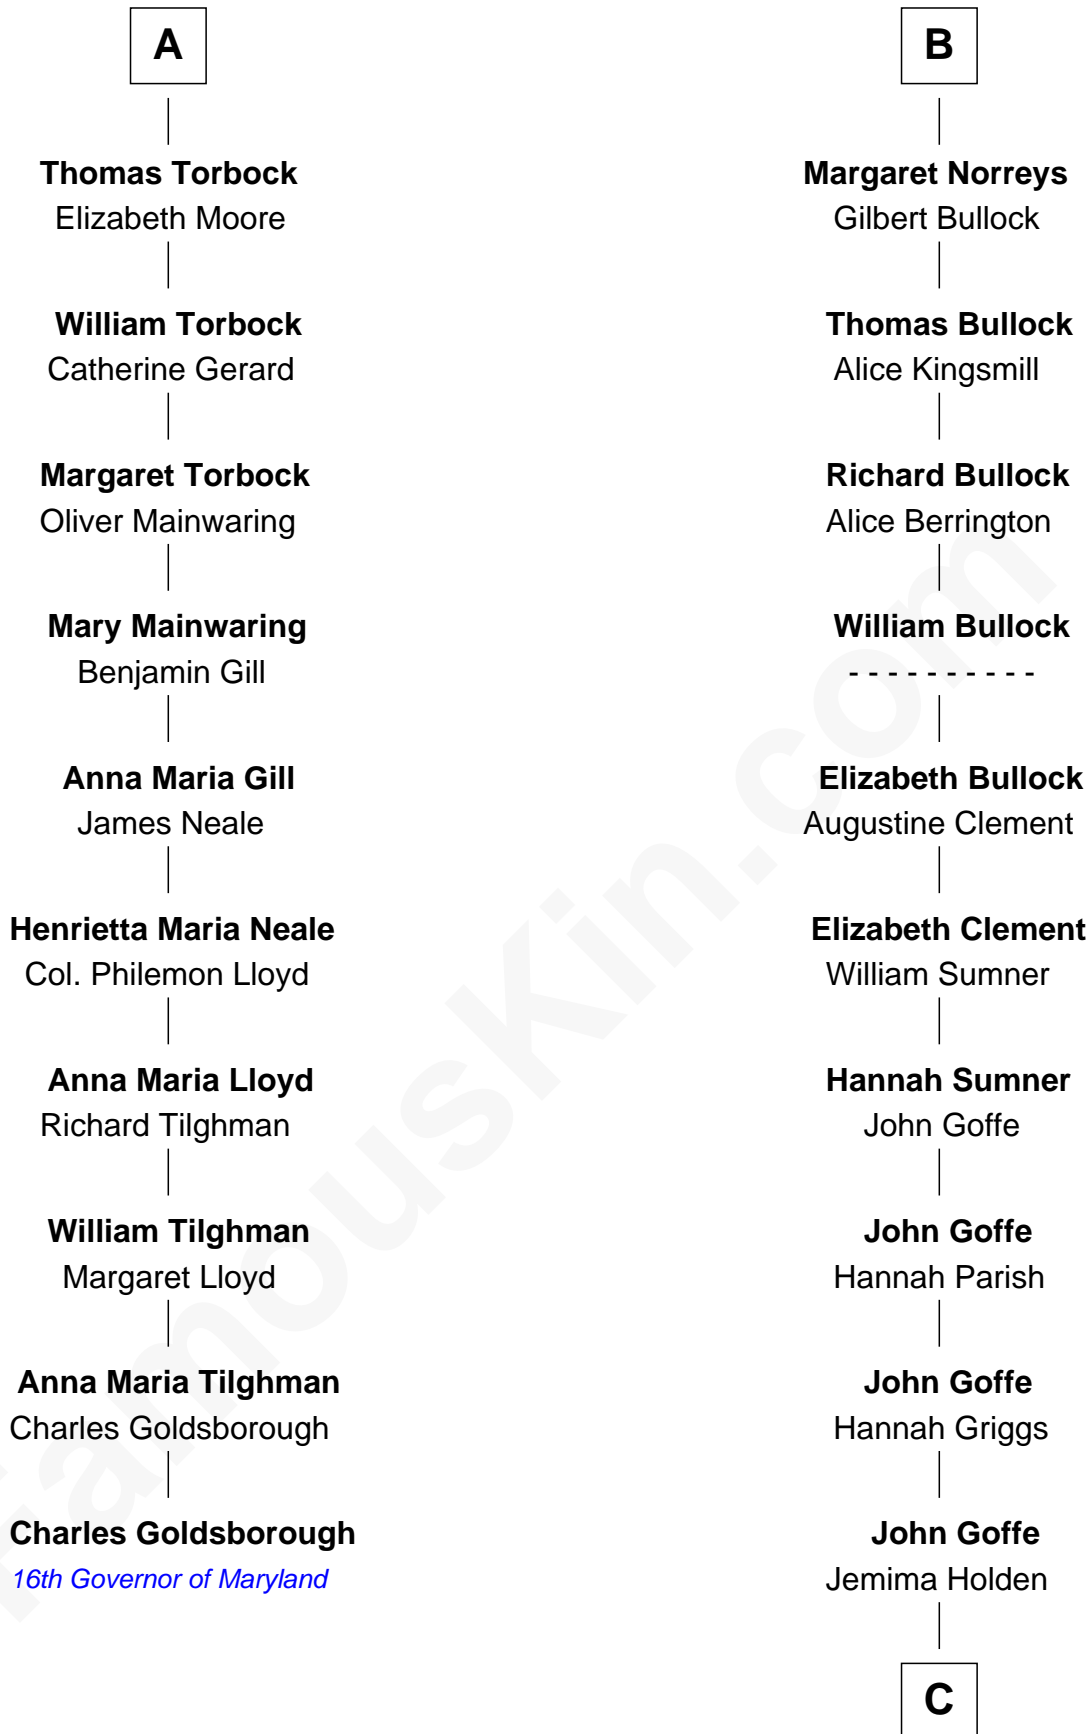 A
Thomas Torbock
Elizabeth Moore
William Torbock
Catherine Gerard
Margaret Torbock
Oliver Mainwaring
Mary Mainwaring
Benjamin Gill
Anna Maria Gill
James Neale
Henrietta Maria Neale
Col. Philemon Lloyd
Anna Maria Lloyd
Richard Tilghman
William Tilghman
Margaret Lloyd
Anna Maria Tilghman
Charles Goldsborough
Charles Goldsborough
16th Governor of Maryland
B
Margaret Norreys
Gilbert Bullock
Thomas Bullock
Alice Kingsmill
Richard Bullock
Alice Berrington
William Bullock
- - - - - - - - - -
Elizabeth Bullock
Augustine Clement
Elizabeth Clement
William Sumner
Hannah Sumner
John Goffe
John Goffe
Hannah Parish
John Goffe
Hannah Griggs
John Goffe
Jemima Holden
C
FamousKin.com